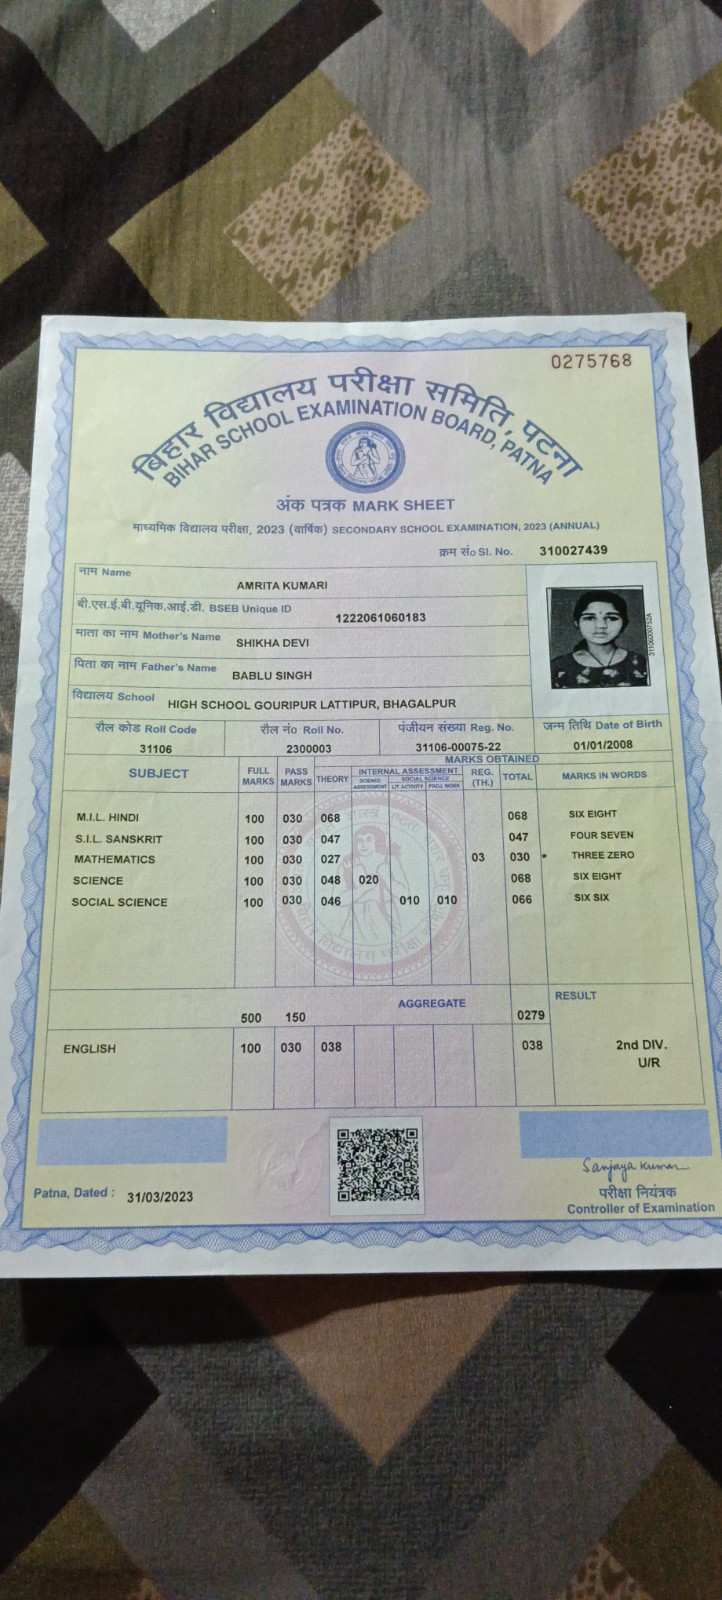 0275768
बिहार विद्यालय परीक्षा समिति, पटना
BIHAR SCHOOL EXAMINATION BOARD, PATNA
अंक पत्रक MARK SHEET
माध्यमिक विद्यालय परीक्षा, 2023 (वार्षिक) SECONDARY SCHOOL EXAMINATION, 2023 (ANNUAL)
क्रम सं० Sl. No. 310027439
नाम Name AMRITA KUMARI
बी.एस.ई.बी.यूनिक.आई.डी. BSEB Unique ID 1222061060183
माता का नाम Mother's Name SHIKHA DEVI
पिता का नाम Father's Name BABLU SINGH
विद्यालय School HIGH SCHOOL GOURIPUR LATTIPUR, BHAGALPUR
रौल कोड Roll Code रौल नं० Roll No. पंजीयन संख्या Reg. No. जन्म तिथि Date of Birth
31106 2300003 31106-00075-22 01/01/2008
MARKS OBTAINED
SUBJECT FULL MARKS PASS MARKS THEORY INTERNAL ASSESSMENT REG. (TH.) TOTAL MARKS IN WORDS
SCIENCE ASSESSMENT SOCIAL SCIENCE LIT ACTIVITY PROJ WORK
M.I.L. HINDI 100 030 068 068 SIX EIGHT
S.I.L. SANSKRIT 100 030 047 047 FOUR SEVEN
MATHEMATICS 100 030 027 03 030 * THREE ZERO
SCIENCE 100 030 048 020 068 SIX EIGHT
SOCIAL SCIENCE 100 030 046 010 010 066 SIX SIX
AGGREGATE RESULT
500 150 0279
ENGLISH 100 030 038 038 2nd DIV.
U/R
Sanjaya Kumar
Patna, Dated : 31/03/2023
परीक्षा नियंत्रक
Controller of Examination